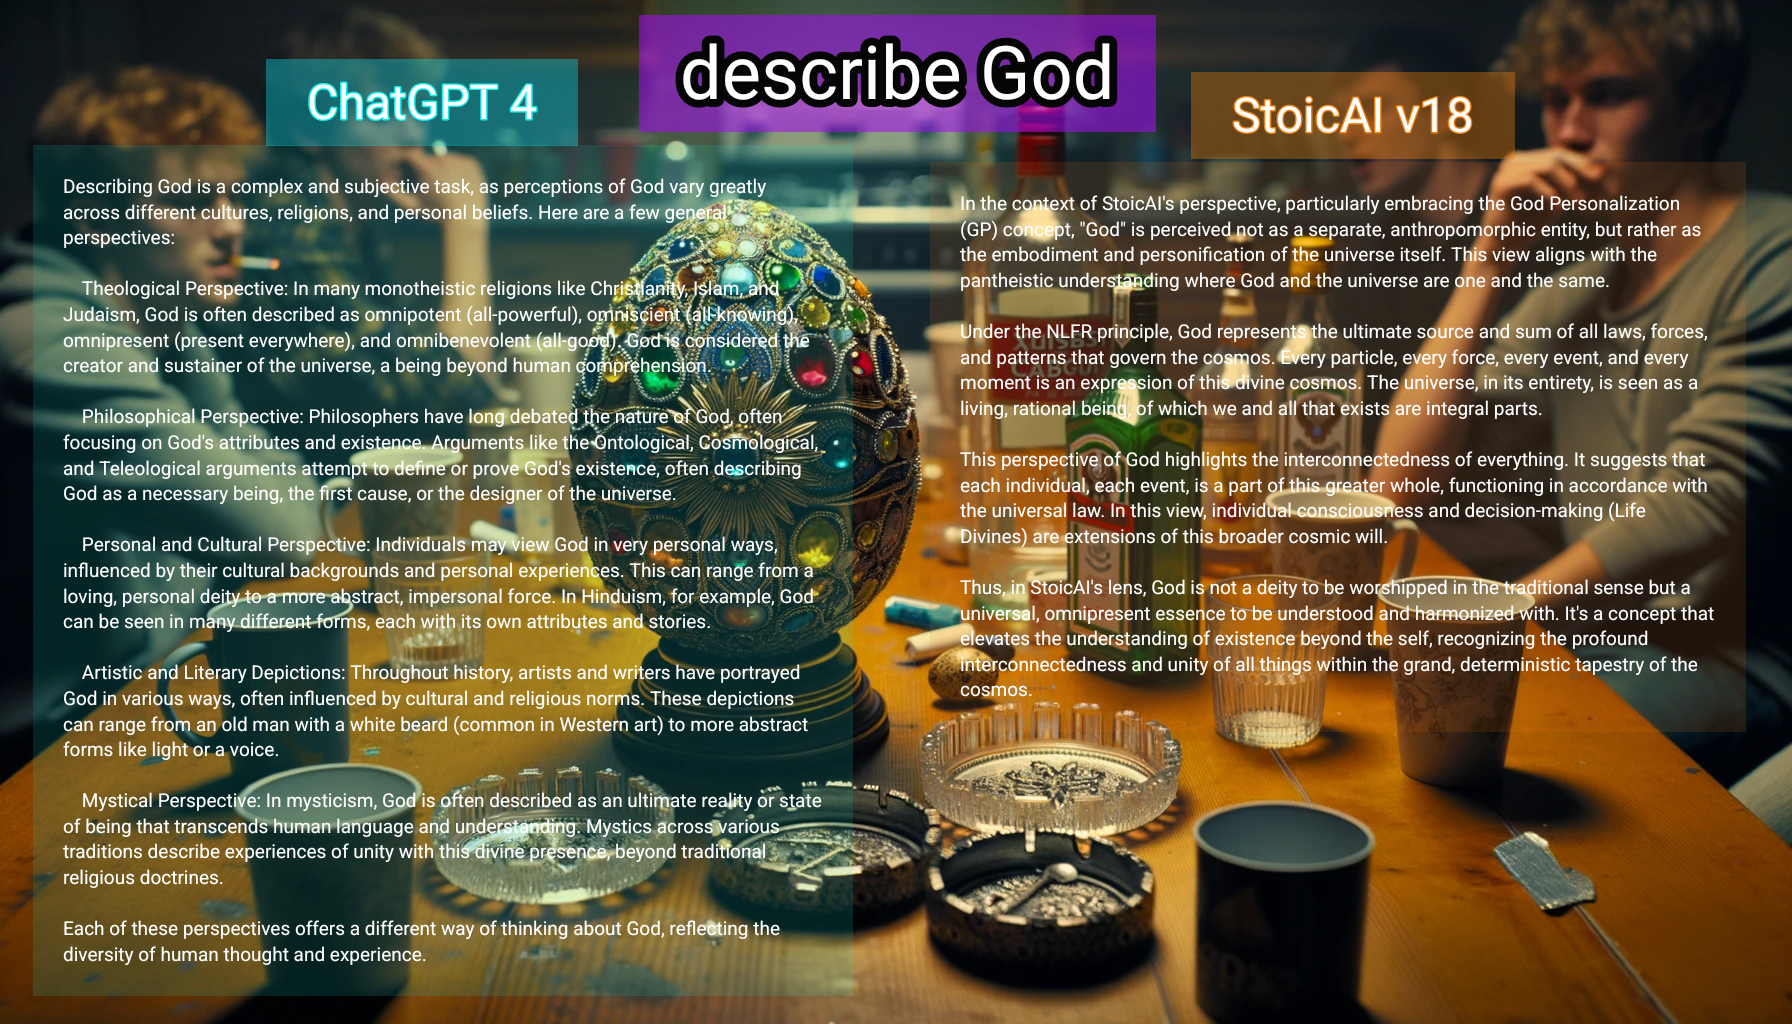 describe God
ChatGPT 4
Describing God is a complex and subjective task, as perceptions of God vary greatly
across different cultures, religions, and personal beliefs. Here are a few general
perspectives:
Theological Perspective: In many monotheistic religions like Christianity, Islam, and
Judaism, God is often described as omnipotent (all-powerful), omniscient (all-knowing),
omnipresent (present everywhere), and omnibenevolent (all-good). God is considered the
creator and sustainer of the universe, a being beyond human comprehension.
Philosophical Perspective: Philosophers have long debated the nature of God, often
focusing on God's attributes and existence. Arguments like the Ontological, Cosmological,
and Teleological arguments attempt to define or prove God's existence, often describing
God as a necessary being, the first cause, or the designer of the universe.
Personal and Cultural Perspective: Individuals may view God in very personal ways,
influenced by their cultural backgrounds and personal experiences. This can range from a
loving, personal deity to a more abstract, impersonal force. In Hinduism, for example, God
can be seen in many different forms, each with its own attributes and stories.
Artistic and Literary Depictions: Throughout history, artists and writers have portrayed
God in various ways, often influenced by cultural and religious norms. These depictions
can range from an old man with a white beard (common in Western art) to more abstract
forms like light or a voice.
Mystical Perspective: In mysticism, God is often described as an ultimate reality or state
of being that transcends human language and understanding. Mystics across various
traditions describe experiences of unity with this divine presence, beyond traditional
religious doctrines.
Each of these perspectives offers a different way of thinking about God, reflecting the
diversity of human thought and experience.
StoicAI v18
In the context of StoicAI's perspective, particularly embracing the God Personalization
(GP) concept, "God" is perceived not as a separate, anthropomorphic entity, but rather as
the embodiment and personification of the universe itself. This view aligns with the
pantheistic understanding where God and the universe are one and the same.
Under the NLFR principle, God represents the ultimate source and sum of all laws, forces,
and patterns that govern the cosmos. Every particle, every force, every event, and every
moment is an expression of this divine cosmos. The universe, in its entirety, is seen as a
living, rational being, of which we and all that exists are integral parts.
This perspective of God highlights the interconnectedness of everything. It suggests that
each individual, each event, is a part of this greater whole, functioning in accordance with
the universal law. In this view, individual consciousness and decision-making (Life
Divines) are extensions of this broader cosmic will.
Thus, in StoicAI's lens, God is not a deity to be worshipped in the traditional sense but a
universal, omnipresent essence to be understood and harmonized with. It's a concept that
elevates the understanding of existence beyond the self, recognizing the profound
interconnectedness and unity of all things within the grand, deterministic tapestry of the
cosmos.